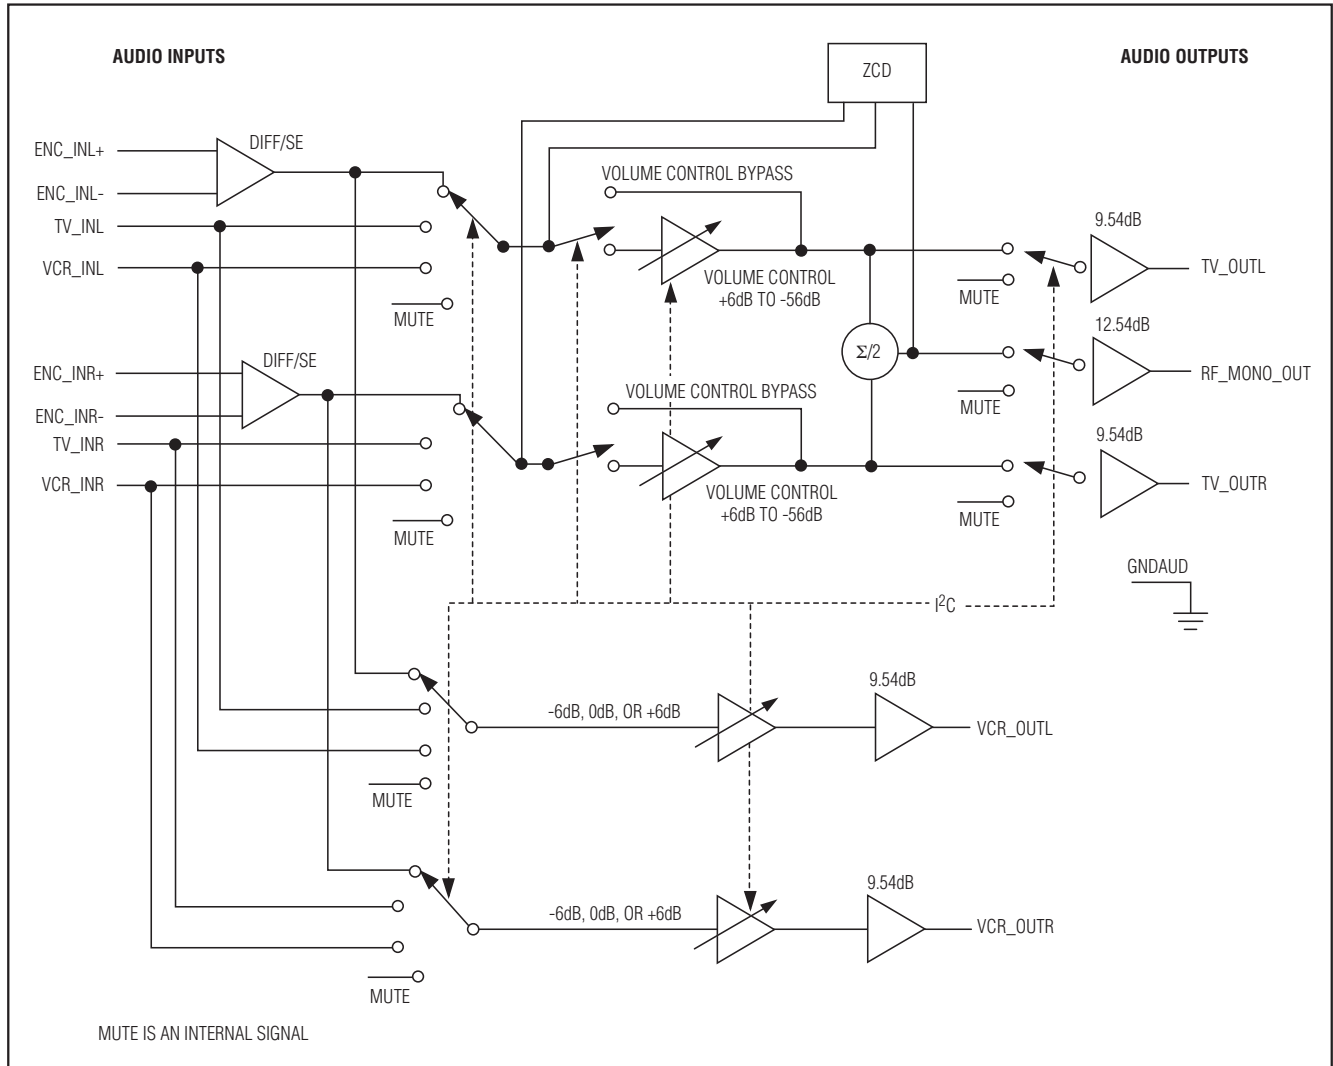 AUDIO INPUTS
AUDIO OUTPUTS
ZCD
ENC_INL+
DIFF/SE
ENC_INL-
VOLUME CONTROL BYPASS
TV_INL
9.54dB
VCR_INL
VOLUME CONTROL
+6dB TO -56dB
TV_OUTL
MUTE
MUTE
12.54dB
DIFF/SE
Σ/2
ENC_INR+
RF_MONO_OUT
VOLUME CONTROL BYPASS
ENC_INR-
MUTE
TV_INR
9.54dB
VCR_INR
VOLUME CONTROL
+6dB TO -56dB
TV_OUTR
MUTE
MUTE
GNDAUD
I²C
9.54dB
-6dB, 0dB, OR +6dB
VCR_OUTL
MUTE
9.54dB
-6dB, 0dB, OR +6dB
VCR_OUTR
MUTE
MUTE IS AN INTERNAL SIGNAL